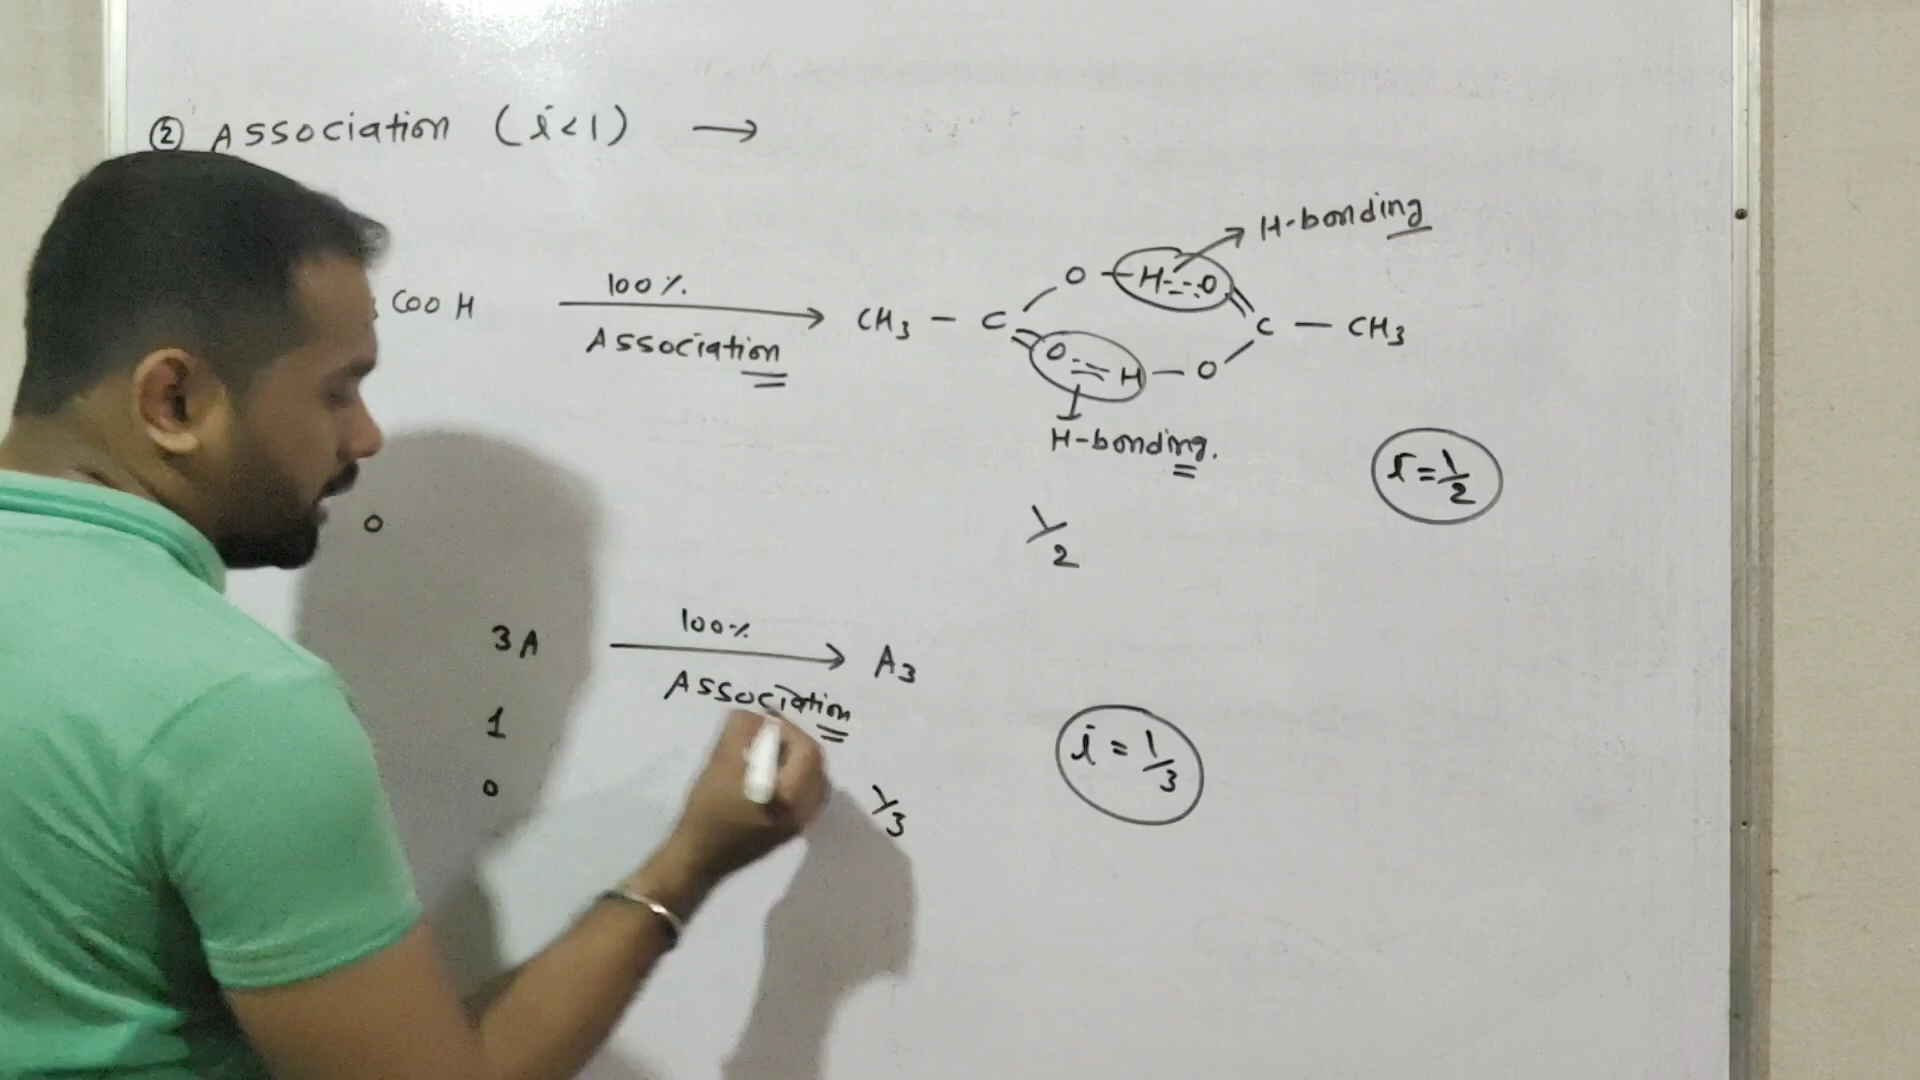 ② Association (i<1) →
H-bonding
COOH 100% Association → CH3 - C O - H---O C - CH3
O---H - O
H-bonding.
i=1/2
0 1/2
3A 100% Association → A3
1
i = 1/3
0 1/3